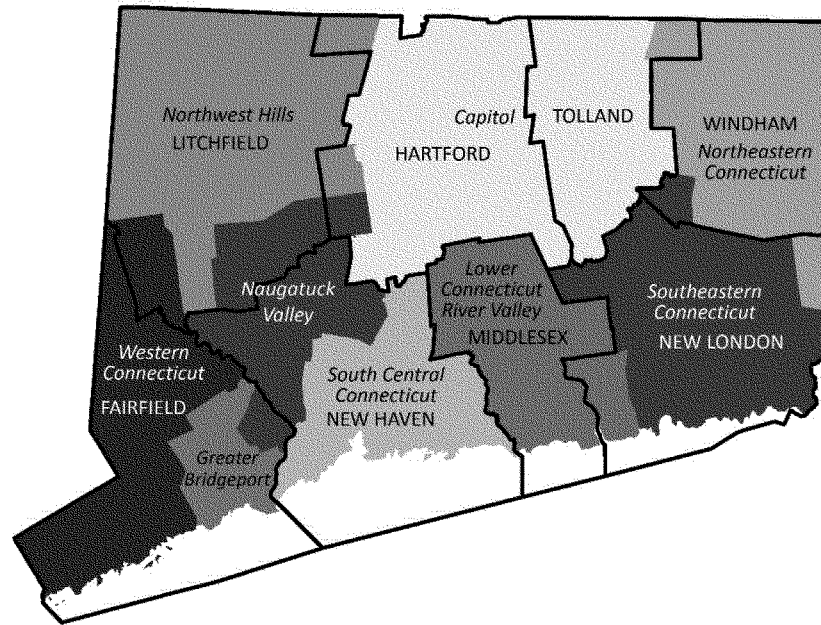 Northwest Hills
LITCHFIELD
Capitol
HARTFORD
TOLLAND
WINDHAM
Northeastern
Connecticut
Naugatuck
Valley
Lower
Connecticut
River Valley
MIDDLESEX
Southeastern
Connecticut
NEW LONDON
Western
Connecticut
FAIRFIELD
South Central
Connecticut
NEW HAVEN
Greater
Bridgeport